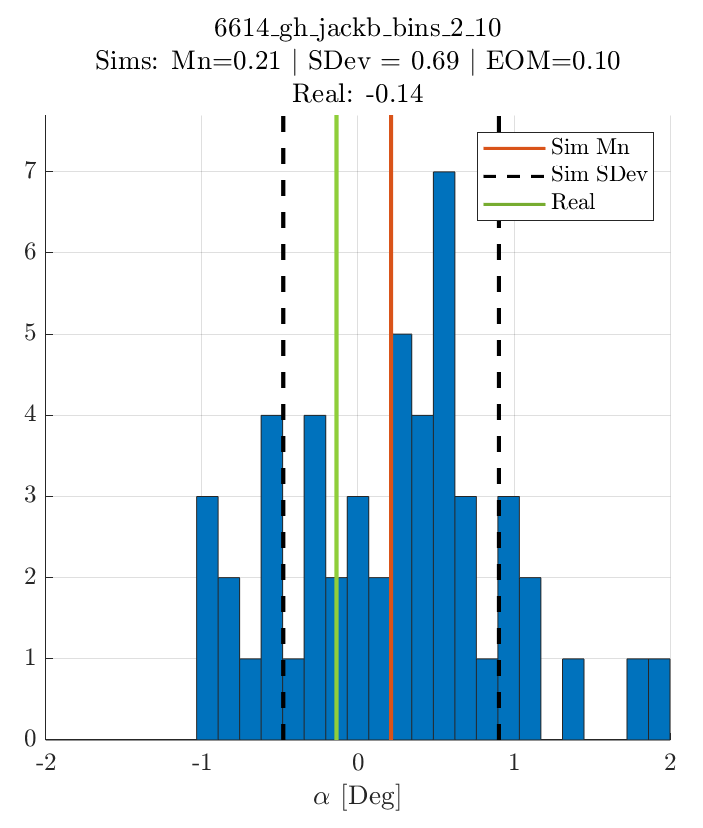 6614_gh_jackb_bins_2_10
Sims: Mn=0.21 | SDev = 0.69 | EOM=0.10
Real: -0.14
Sim Mn
Sim SDev
Real
7
6
5
4
3
2
1
0
-2 -1 0 1 2
α [Deg]